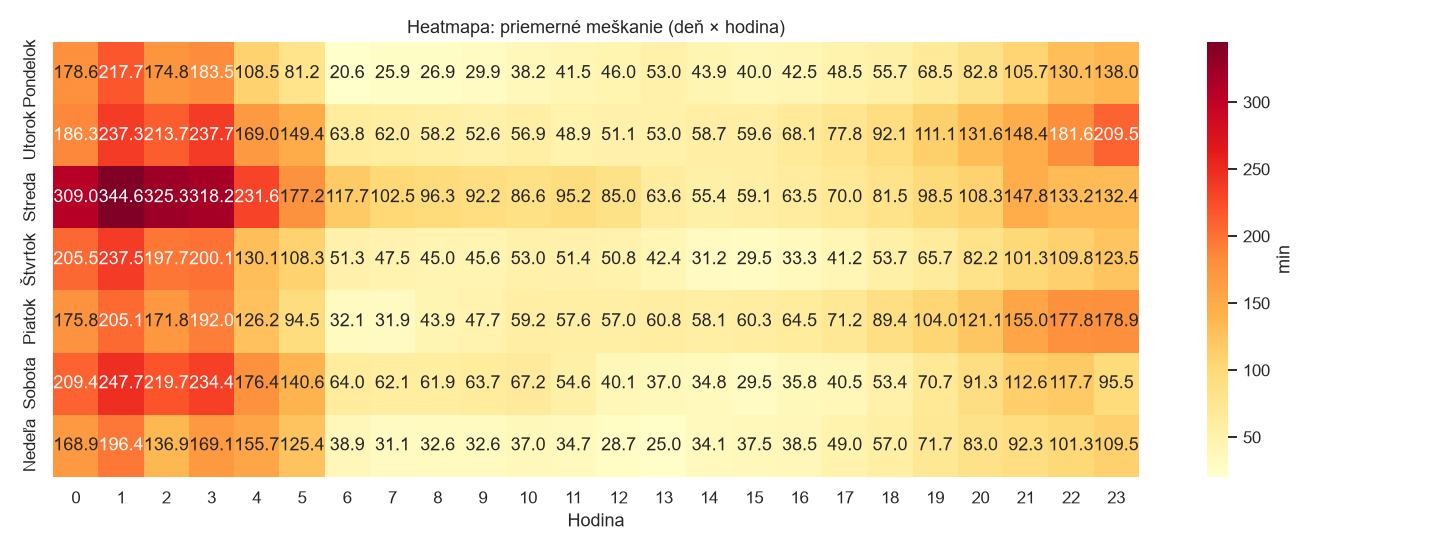 Heatmapa: priemerné meškanie (deň × hodina)
Pondelok 178.6 217.7 174.8 183.5 108.5 81.2 20.6 25.9 26.9 29.9 38.2 41.5 46.0 53.0 43.9 40.0 42.5 48.5 55.7 68.5 82.8 105.7 130.1 138.0
Utorok 186.3 237.3 213.7 237.7 169.0 149.4 63.8 62.0 58.2 52.6 56.9 48.9 51.1 53.0 58.7 59.6 68.1 77.8 92.1 111.1 131.6 148.4 181.6 209.5
Streda 309.0 344.6 325.3 318.2 231.6 177.2 117.7 102.5 96.3 92.2 86.6 95.2 85.0 63.6 55.4 59.1 63.5 70.0 81.5 98.5 108.3 147.8 133.2 132.4
Štvrtok 205.5 237.5 197.7 200.1 130.1 108.3 51.3 47.5 45.0 45.6 53.0 51.4 50.8 42.4 31.2 29.5 33.3 41.2 53.7 65.7 82.2 101.3 109.8 123.5
Piatok 175.8 205.1 171.8 192.0 126.2 94.5 32.1 31.9 43.9 47.7 59.2 57.6 57.0 60.8 58.1 60.3 64.5 71.2 89.4 104.0 121.1 155.0 177.8 178.9
Sobota 209.4 247.7 219.7 234.4 176.4 140.6 64.0 62.1 61.9 63.7 67.2 54.6 40.1 37.0 34.8 29.5 35.8 40.5 53.4 70.7 91.3 112.6 117.7 95.5
Nedeľa 168.9 196.4 136.9 169.1 155.7 125.4 38.9 31.1 32.6 32.6 37.0 34.7 28.7 25.0 34.1 37.5 38.5 49.0 57.0 71.7 83.0 92.3 101.3 109.5
0 1 2 3 4 5 6 7 8 9 10 11 12 13 14 15 16 17 18 19 20 21 22 23
Hodina
300
250
200
150
100
50
min